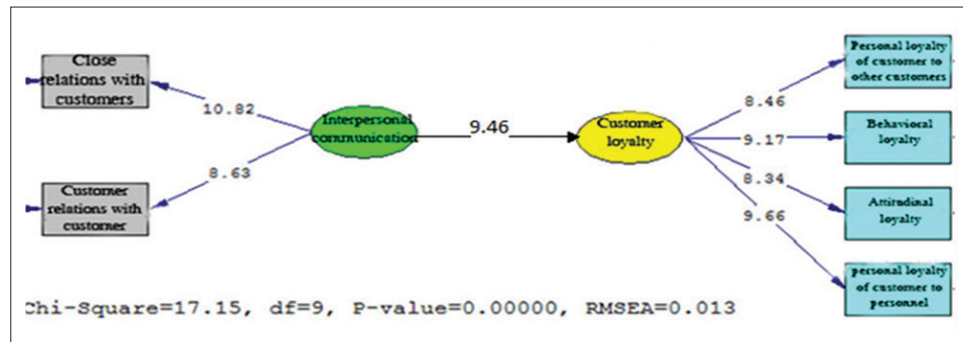 Close
relations with
customers
Customer
relations with
customer
10.82
8.63
Interpersonal
communication
9.46
Customer
loyalty
8.46
9.17
8.34
9.66
Personal loyalty
of customer to
other customers
Behavioral
loyalty
Attitudinal
loyalty
personal loyalty
of customer to
personnel
Chi-Square=17.15, df=9, P-value=0.00000, RMSEA=0.013